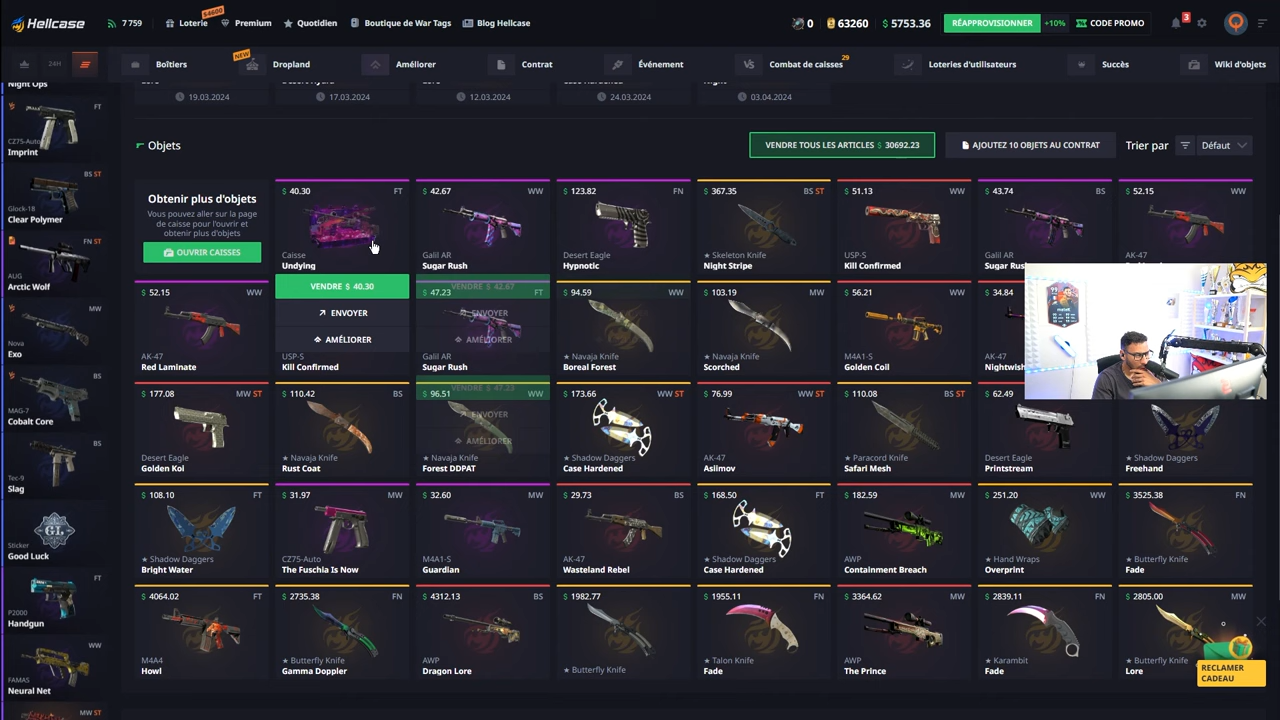 Hellcase
7 759
Loterie
$4600
Premium
Quotidien
Boutique de War Tags
Blog Hellcase
0
63260
$ 5753.36
RÉAPPROVISIONNER
+10%
CODE PROMO
3
24H
Boîtiers
NEW
Dropland
Améliorer
Contrat
Événement
Combat de caisses
29
Loteries d'utilisateurs
Succès
Wiki d'objets
Night Ops
FT
CZ75-Auto
Imprint
BS ST
Glock-18
Clear Polymer
FN ST
AUG
Arctic Wolf
MW
Nova
Exo
BS
MAG-7
Cobalt Core
BS
Tec-9
Slag
Sticker
Good Luck
FT
P2000
Handgun
WW
FAMAS
Neural Net
MW ST
19.03.2024
17.03.2024
12.03.2024
24.03.2024
03.04.2024
Objets
VENDRE TOUS LES ARTICLES $ 30692.23
AJOUTEZ 10 OBJETS AU CONTRAT
Trier par
Défaut
Obtenir plus d'objets
Vous pouvez aller sur la page
de caisse pour l'ouvrir et
obtenir plus d'objets
OUVRIR CAISSES
$ 40.30 FT
Caisse
Undying
$ 42.67 WW
Galil AR
Sugar Rush
$ 123.82 FN
Desert Eagle
Hypnotic
$ 367.35 BS ST
★ Skeleton Knife
Night Stripe
$ 51.13 WW
USP-S
Kill Confirmed
$ 43.74 BS
Galil AR
Sugar Rush
$ 52.15 WW
AK-47
$ 52.15 WW
AK-47
Red Laminate
VENDRE $ 40.30
ENVOYER
AMÉLIORER
USP-S
Kill Confirmed
VENDRE $ 42.67
$ 47.23 FT
ENVOYER
AMÉLIORER
Galil AR
Sugar Rush
$ 94.59 WW
★ Navaja Knife
Boreal Forest
$ 103.19 MW
★ Navaja Knife
Scorched
$ 56.21 WW
M4A1-S
Golden Coil
$ 34.84
AK-47
Nightwish
$ 177.08 MW ST
Desert Eagle
Golden Koi
$ 110.42 BS
★ Navaja Knife
Rust Coat
VENDRE $ 47.23
$ 96.51 WW
ENVOYER
AMÉLIORER
★ Navaja Knife
Forest DDPAT
$ 173.66 WW ST
★ Shadow Daggers
Case Hardened
$ 76.99 WW ST
AK-47
Asiimov
$ 110.08 BS ST
★ Paracord Knife
Safari Mesh
$ 62.49
Desert Eagle
Printstream
★ Shadow Daggers
Freehand
$ 108.10 FT
★ Shadow Daggers
Bright Water
$ 31.97 MW
CZ75-Auto
The Fuschia Is Now
$ 32.60 MW
M4A1-S
Guardian
$ 29.73 BS
AK-47
Wasteland Rebel
$ 168.50 FT
★ Shadow Daggers
Case Hardened
$ 182.59 MW
AWP
Containment Breach
$ 251.20 WW
★ Hand Wraps
Overprint
$ 3525.38 FN
★ Butterfly Knife
Fade
$ 4064.02 FT
M4A4
Howl
$ 2735.38 FN
★ Butterfly Knife
Gamma Doppler
$ 4312.13 BS
AWP
Dragon Lore
$ 1982.77
★ Butterfly Knife
$ 1955.11 FN
★ Talon Knife
Fade
$ 3364.62 MW
AWP
The Prince
$ 2839.11 FN
★ Karambit
Fade
$ 2805.00 MW
★ Butterfly Knife
Lore
RECLAMER
CADEAU